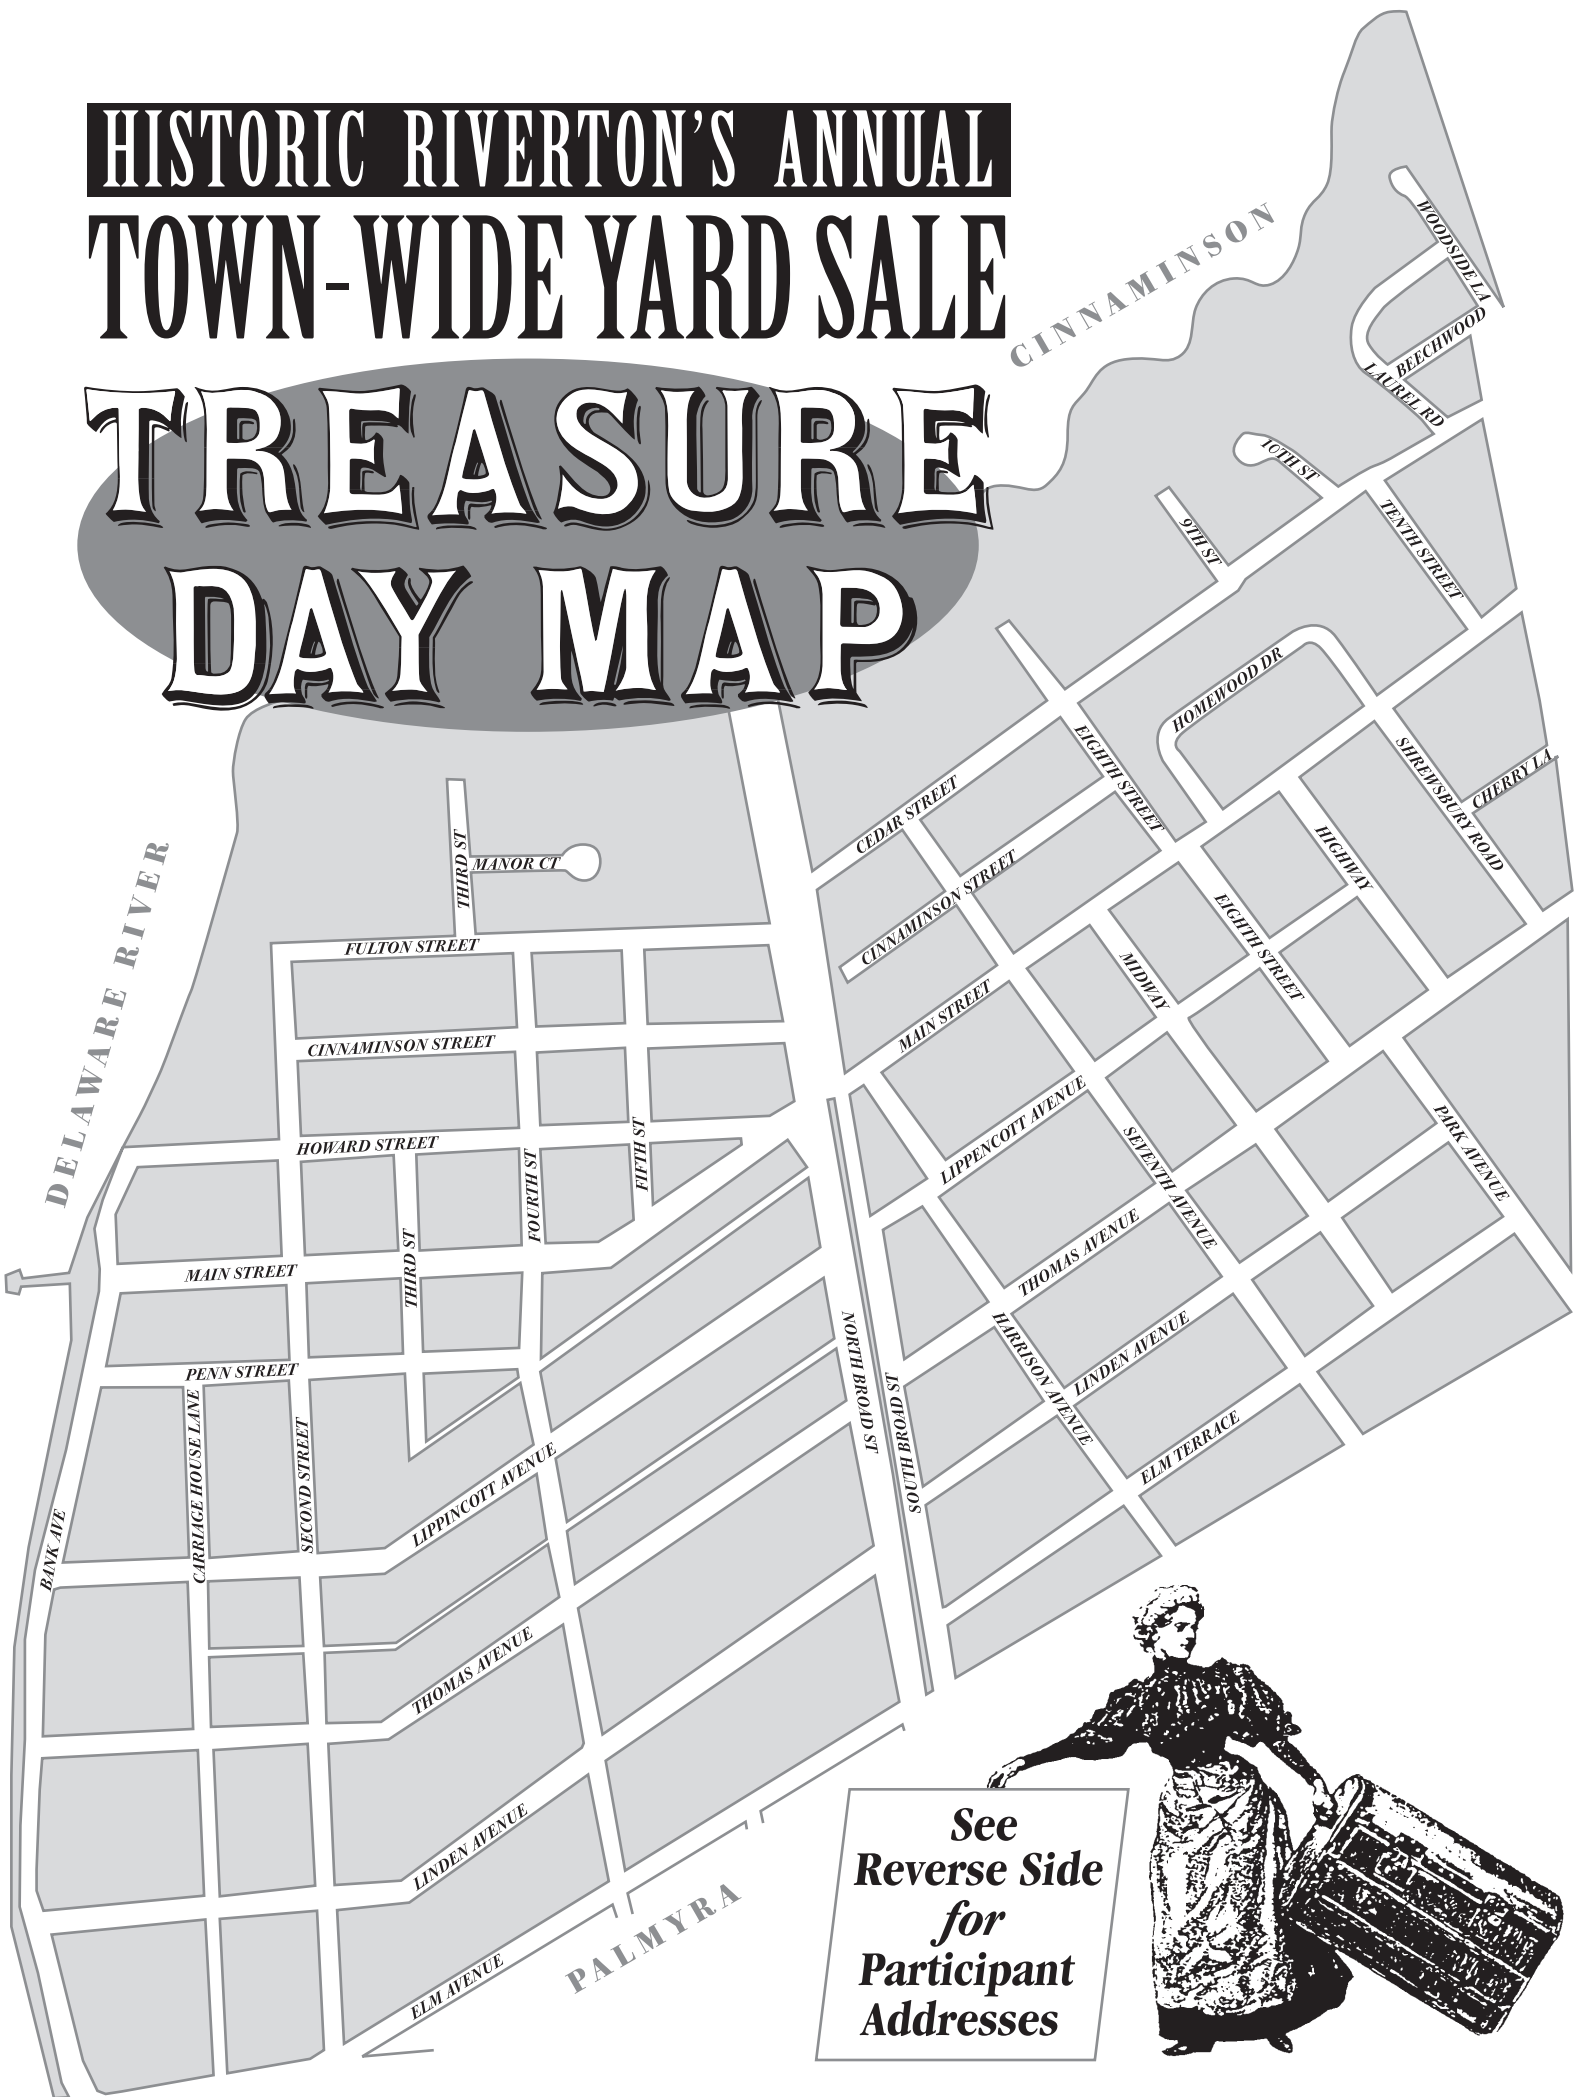 HISTORIC RIVERTON'S ANNUAL
TOWN-WIDE YARD SALE
TREASURE
DAY MAP
CINNAMINSON
WOODSIDE LA
BEECHWOOD
LAUREL RD
10TH ST
9TH ST
TENTH STREET
HOMEWOOD DR
EIGHTH STREET
SHREWSBURY ROAD
CHERRY LA
CEDAR STREET
CINNAMINSON STREET
HIGHWAY
EIGHTH STREET
MIDWAY
MAIN STREET
LIPPENCOTT AVENUE
PARK AVENUE
SEVENTH AVENUE
THOMAS AVENUE
HARRISON AVENUE
LINDEN AVENUE
ELM TERRACE
DELAWARE RIVER
THIRD ST
MANOR CT
FULTON STREET
CINNAMINSON STREET
HOWARD STREET
FOURTH ST
FIFTH ST
THIRD ST
MAIN STREET
PENN STREET
CARRIAGE HOUSE LANE
SECOND STREET
BANK AVE
LIPPINCOTT AVENUE
NORTH BROAD ST
SOUTH BROAD ST
THOMAS AVENUE
LINDEN AVENUE
ELM AVENUE
PALMYRA
See
Reverse Side
for
Participant
Addresses